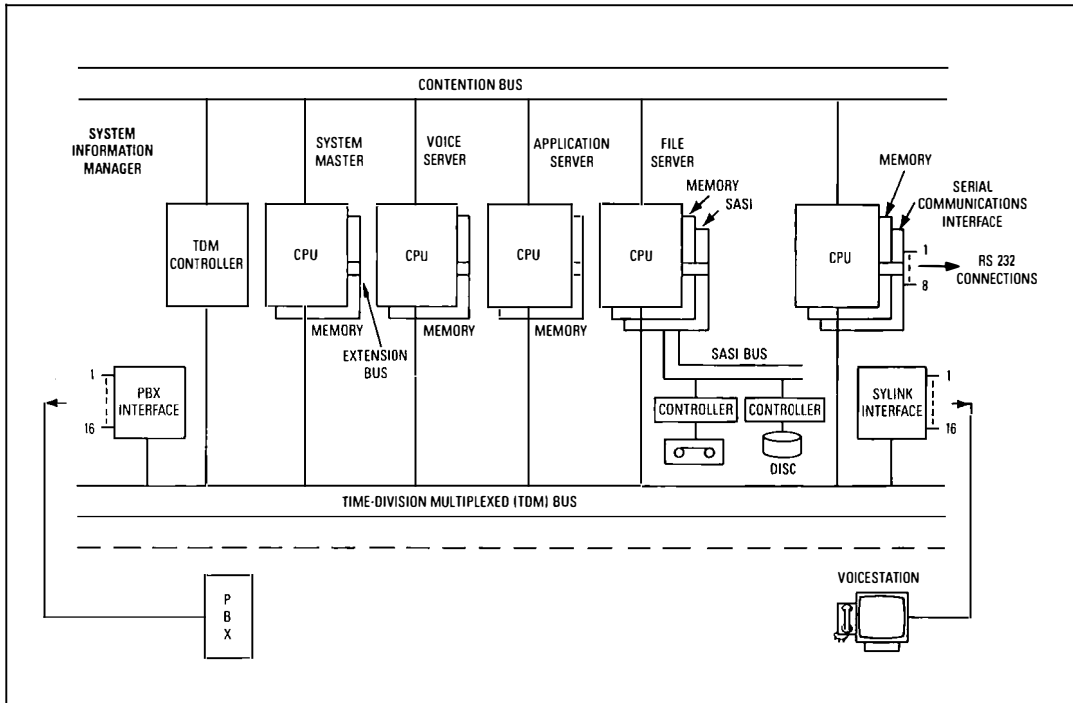 CONTENTION BUS
SYSTEM
INFORMATION
MANAGER
SYSTEM
MASTER
VOICE
SERVER
APPLICATION
SERVER
FILE
SERVER
MEMORY
SASI
MEMORY
SERIAL
COMMUNICATIONS
INTERFACE
TDM
CONTROLLER
CPU
CPU
CPU
CPU
CPU
1
8
RS 232
CONNECTIONS
MEMORY
MEMORY
MEMORY
EXTENSION
BUS
SASI BUS
1
PBX
INTERFACE
16
CONTROLLER
CONTROLLER
DISC
SYLINK
INTERFACE
1
16
TIME-DIVISION MULTIPLEXED (TDM) BUS
P
B
X
VOICESTATION